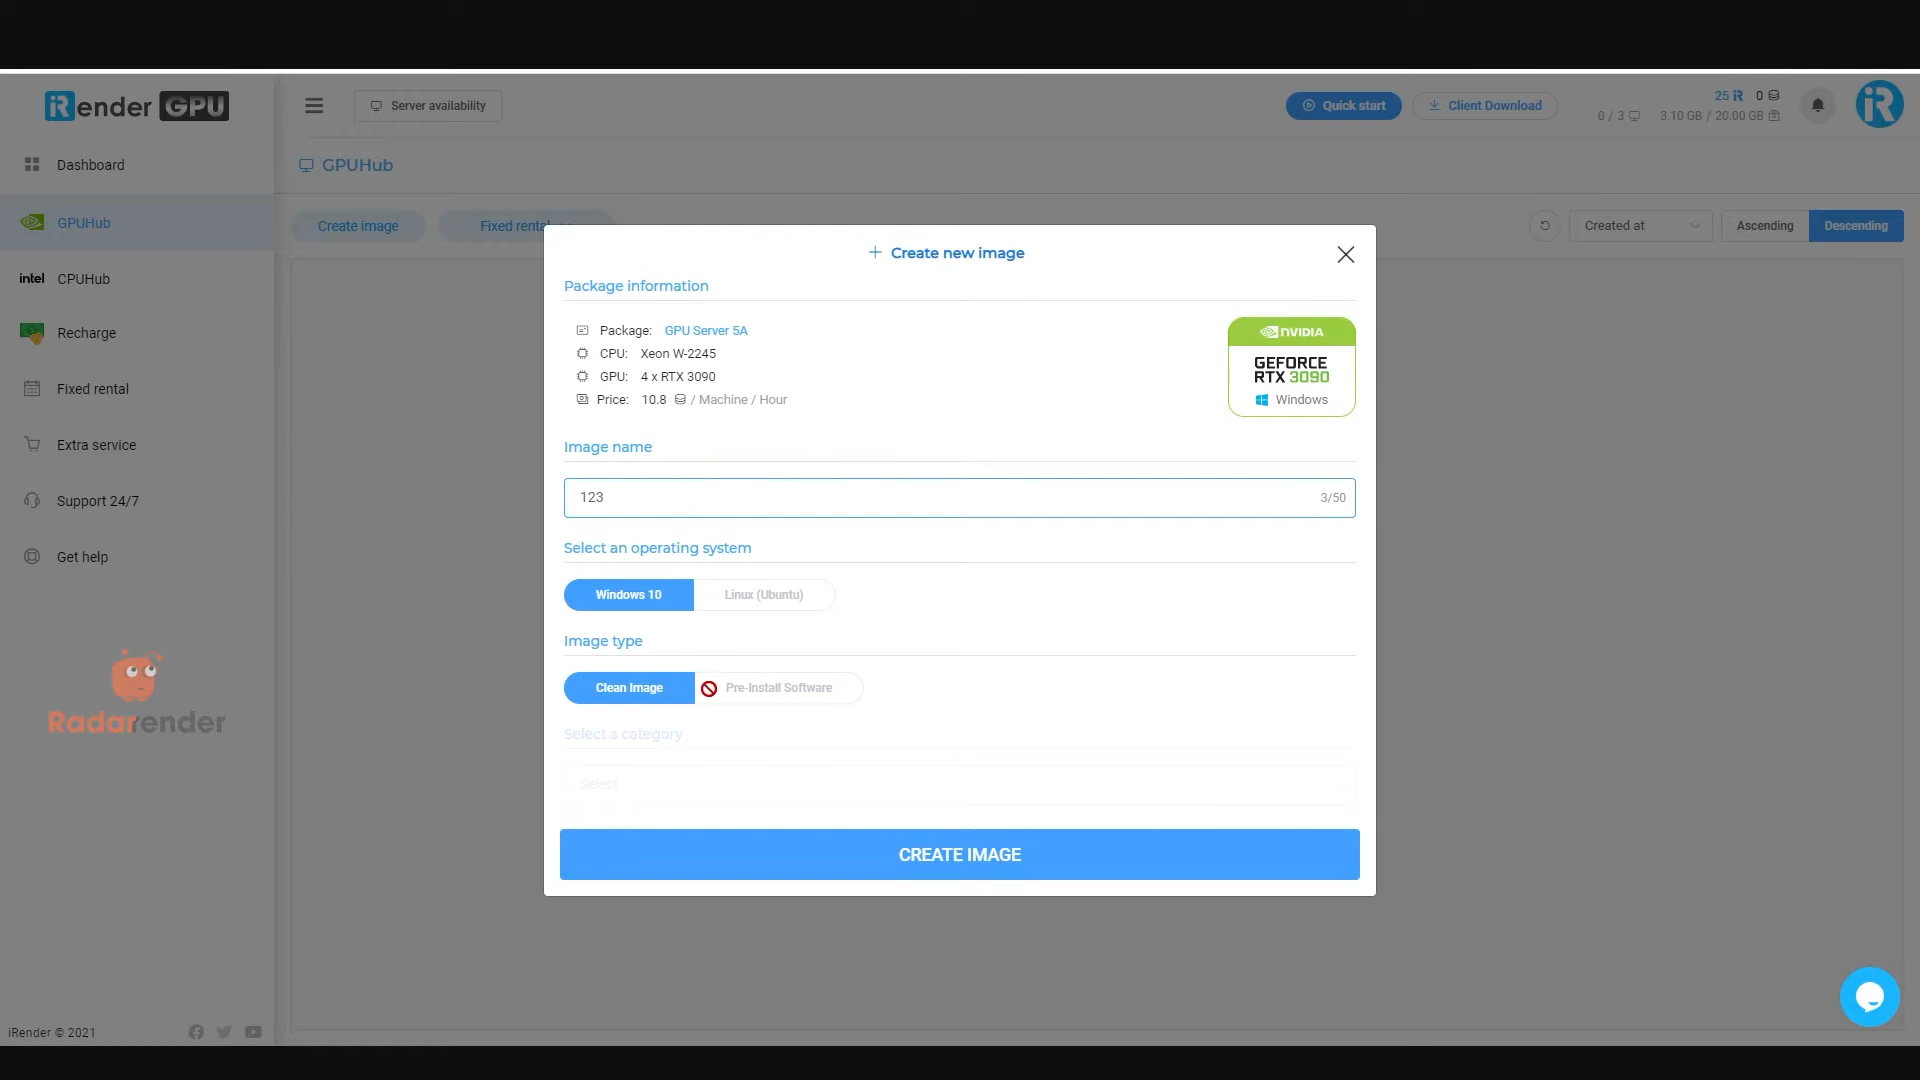 iRender GPU
Server availability
Quick start
Client Download
25
0
0 / 3
3.10 GB / 20.00 GB
iR
Dashboard
GPUHub
CPUHub
intel
Recharge
Fixed rental
Extra service
Support 24/7
Get help
Radarrender
iRender © 2021
GPUHub
Create image
Fixed rental
Created at
Ascending
Descending
Create new image
Package information
Package: GPU Server 5A
CPU: Xeon W-2245
GPU: 4 x RTX 3090
Price: 10.8 / Machine / Hour
NVIDIA
GEFORCE
RTX 3090
Windows
Image name
123
3/50
Select an operating system
Windows 10
Linux (Ubuntu)
Image type
Clean Image
Pre-Install Software
Select a category
Select
CREATE IMAGE